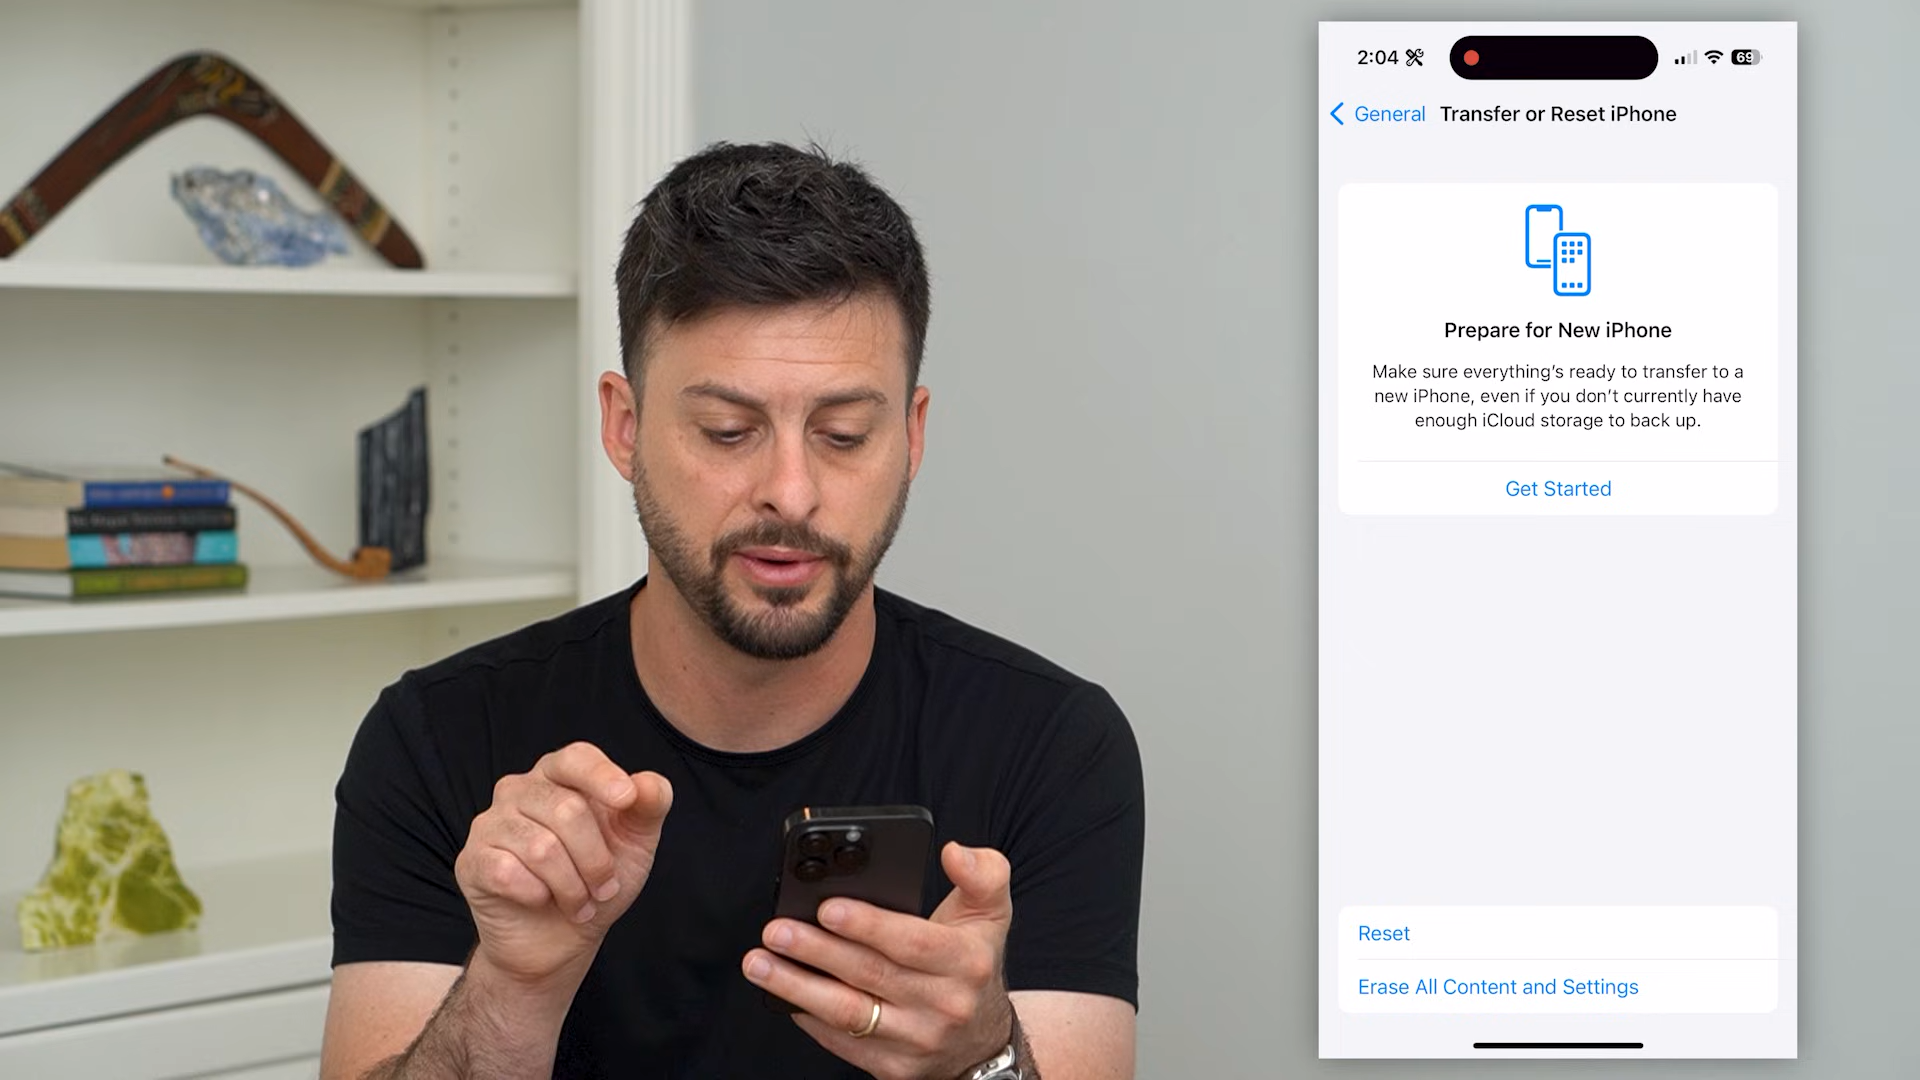 2:04
69
General
Transfer or Reset iPhone
Prepare for New iPhone
Make sure everything's ready to transfer to a
new iPhone, even if you don't currently have
enough iCloud storage to back up.
Get Started
Reset
Erase All Content and Settings